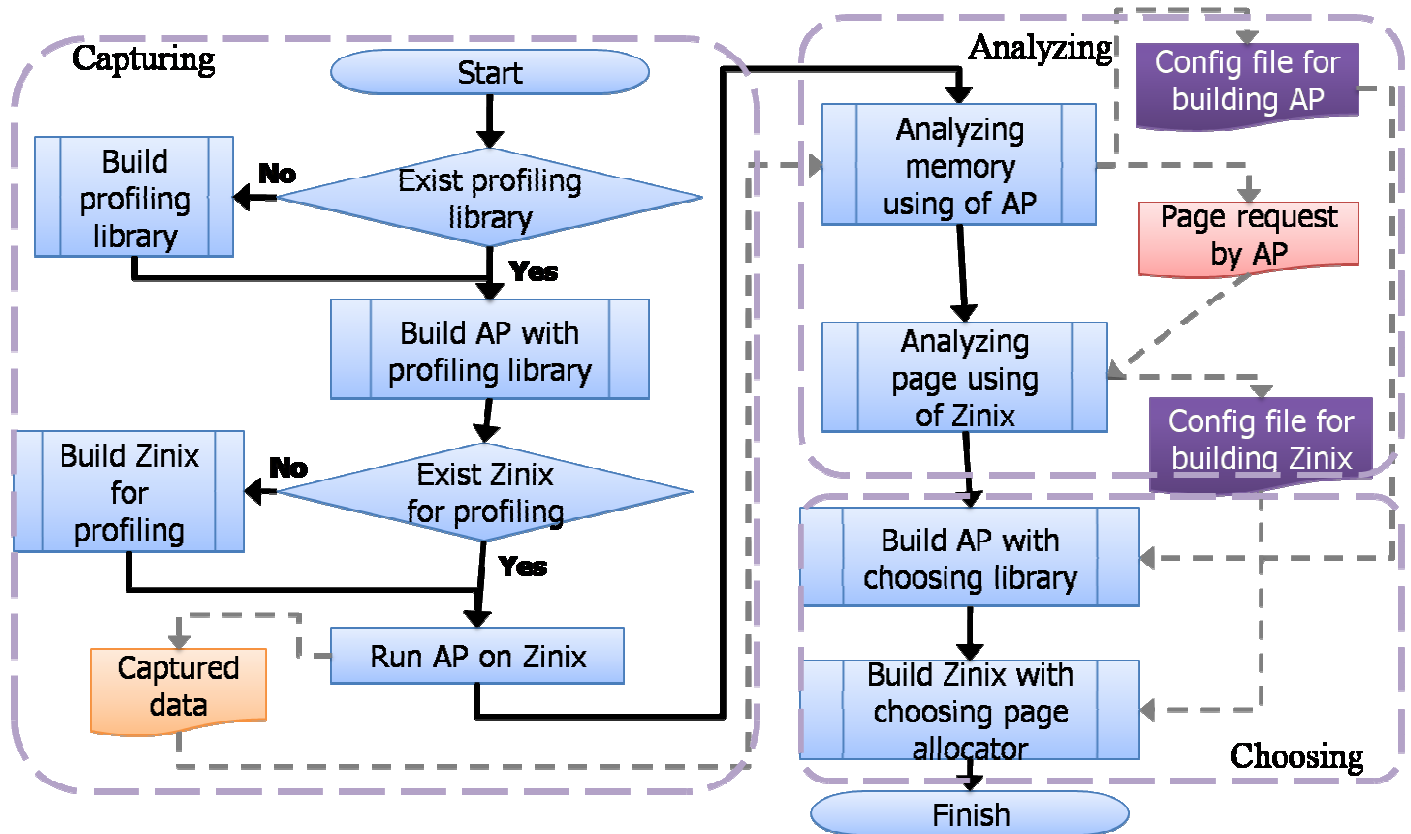 Capturing
Start
Build
profiling
library
No
Exist profiling
library
Yes
Build AP with
profiling library
Build Zinix
for
profiling
No
Exist Zinix
for profiling
Yes
Run AP on Zinix
Captured
data
Analyzing
Config file for
building AP
Analyzing
memory
using of AP
Page request
by AP
Analyzing
page using
of Zinix
Config file for
building Zinix
Build AP with
choosing library
Build Zinix with
choosing page
allocator
Choosing
Finish